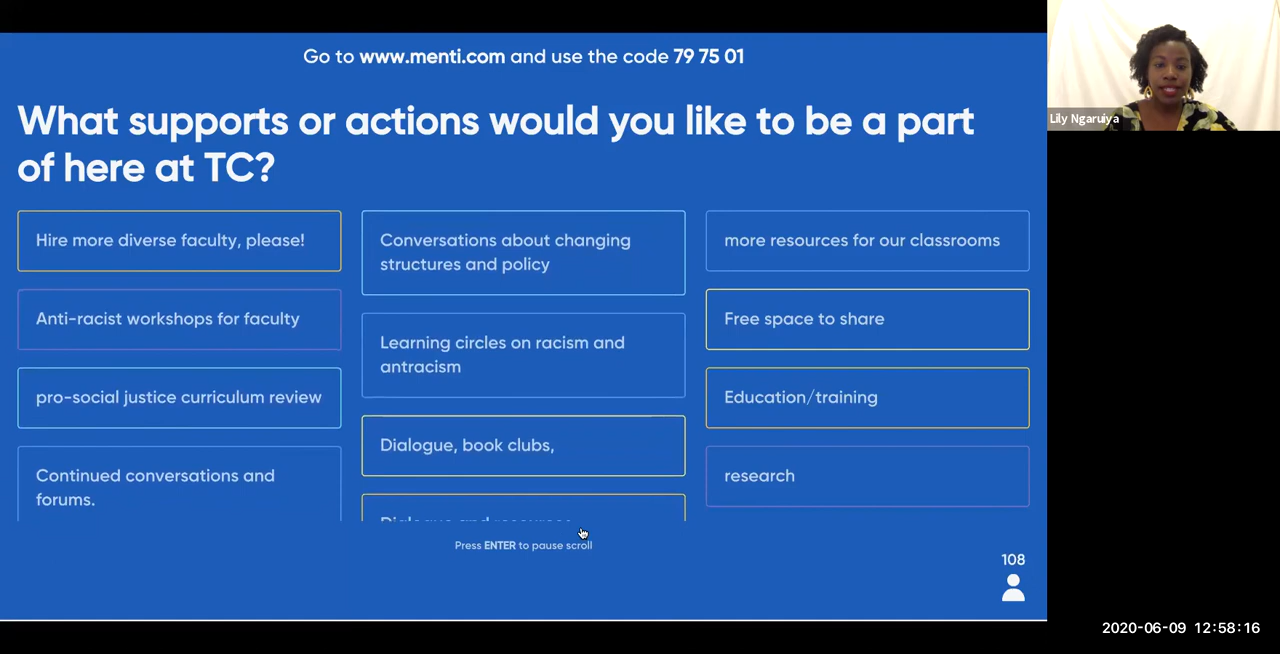 Go to www.menti.com and use the code 79 75 01
What supports or actions would you like to be a part
of here at TC?
Hire more diverse faculty, please!
Anti-racist workshops for faculty
pro-social justice curriculum review
Continued conversations and
forums.
Conversations about changing
structures and policy
Learning circles on racism and
antracism
Dialogue, book clubs,
Dialogue and resources
more resources for our classrooms
Free space to share
Education/training
research
Press ENTER to pause scroll
108
Lily Ngaruiya
2020-06-09 12:58:16